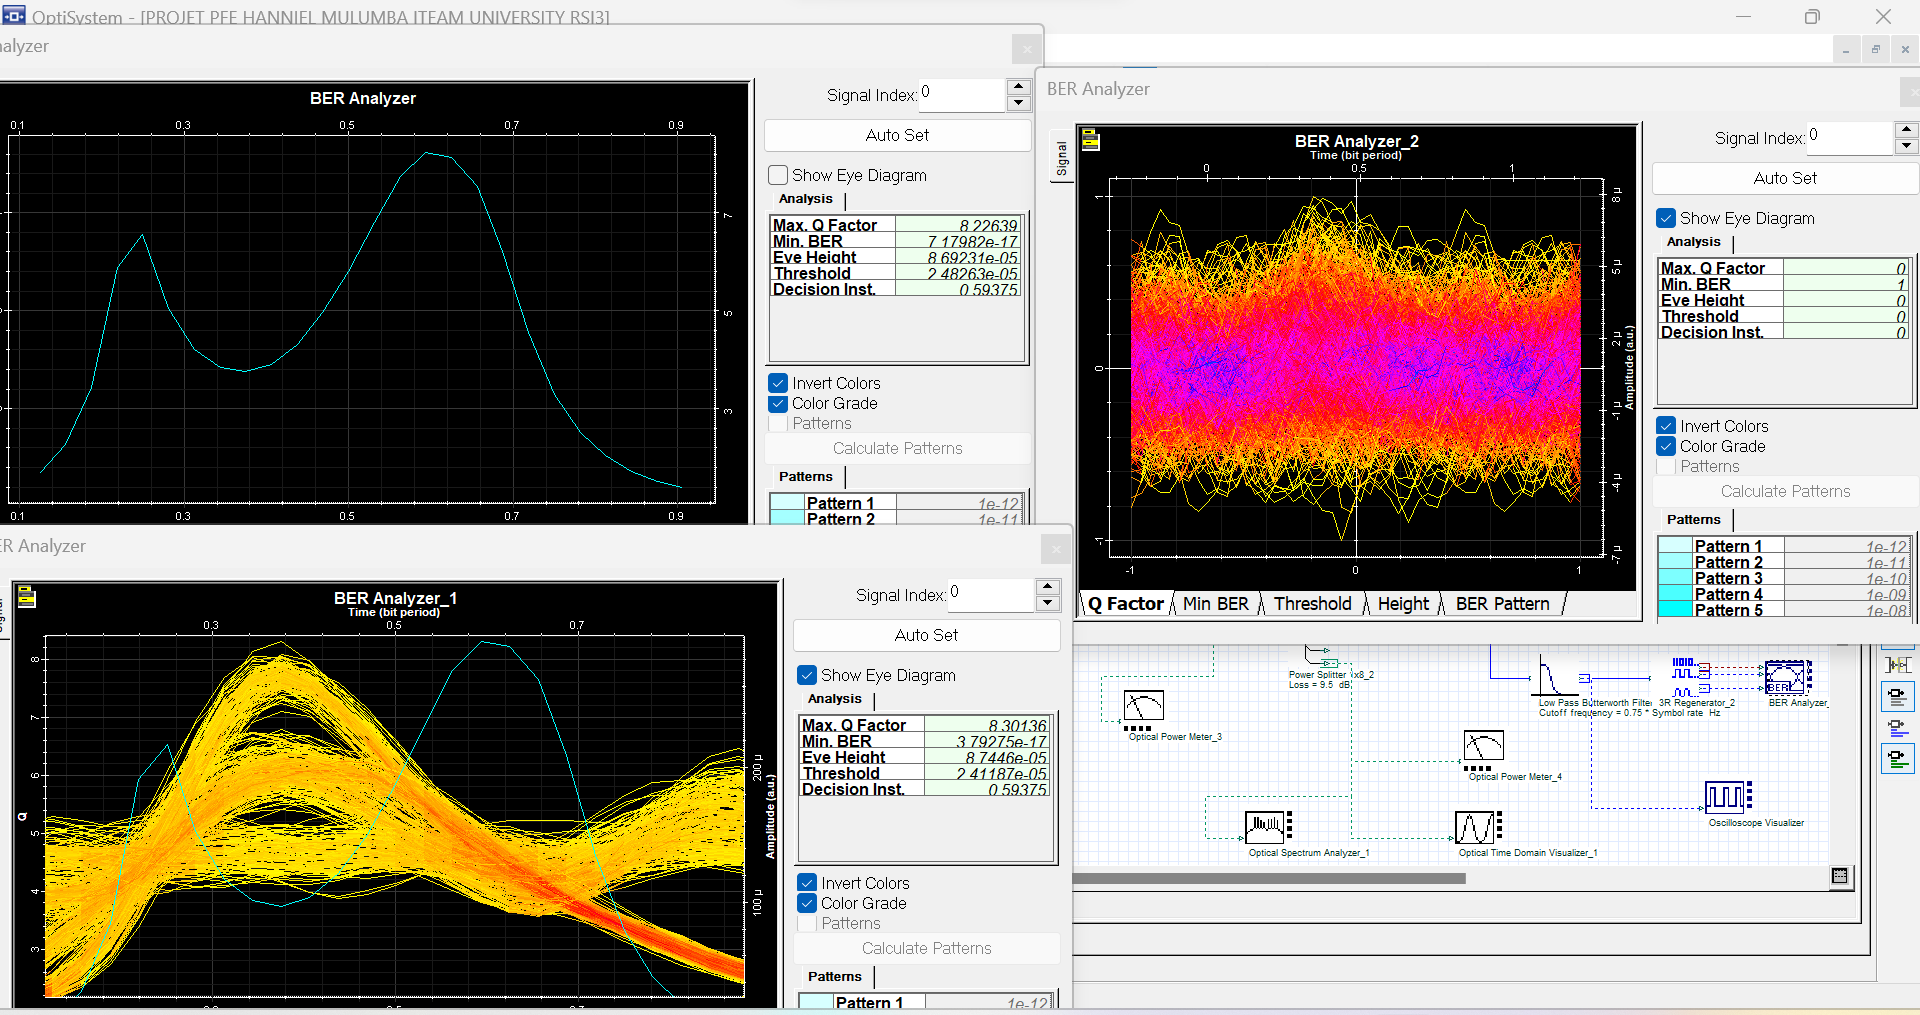 OptiSystem - [PROJET PFE HANNIEL MULUMBA ITEAM UNIVERSITY RSI3]
nalyzer
BER Analyzer
0.1 0.3 0.5 0.7 0.9
7
5
3
0.1 0.3 0.5 0.7 0.9
Signal Index: 0
Auto Set
Show Eye Diagram
Analysis
Max. Q Factor 8.22639
Min. BER 7.17982e-17
Eye Height 8.69231e-05
Threshold 2.48263e-05
Decision Inst. 0.59375
Invert Colors
Color Grade
Patterns
Calculate Patterns
Patterns
Pattern 1 1e-12
Pattern 2 1e-11
BER Analyzer
Signal
BER Analyzer_2
Time (bit period)
0 0.5 1
1
0
-1
8 µ
5 µ
2 µ
-1 µ
-4 µ
-7 µ
Amplitude (a.u.)
-1 0 1
Q Factor Min BER Threshold Height BER Pattern
Signal Index: 0
Auto Set
Show Eye Diagram
Analysis
Max. Q Factor 0
Min. BER 1
Eye Height 0
Threshold 0
Decision Inst. 0
Invert Colors
Color Grade
Patterns
Calculate Patterns
Patterns
Pattern 1 1e-12
Pattern 2 1e-11
Pattern 3 1e-10
Pattern 4 1e-09
Pattern 5 1e-08
ER Analyzer
BER Analyzer_1
Time (bit period)
0.3 0.5 0.7
8
7
6
5
4
3
Q
200 µ
100 µ
Amplitude (a.u.)
Signal Index: 0
Auto Set
Show Eye Diagram
Analysis
Max. Q Factor 8.30136
Min. BER 3.79275e-17
Eye Height 8.7446e-05
Threshold 2.41187e-05
Decision Inst. 0.59375
Invert Colors
Color Grade
Patterns
Calculate Patterns
Patterns
Pattern 1 1e-12
Power Splitter 1x8_2
Loss = 9.5 dB
Optical Power Meter_3
Optical Power Meter_4
Optical Spectrum Analyzer_1
Optical Time Domain Visualizer_1
Low Pass Butterworth Filter
Cutoff frequency = 0.75 * Symbol rate Hz
3R Regenerator_2
BER
BER Analyzer_
Oscilloscope Visualizer